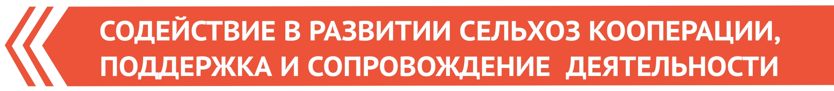 СОДЕЙСТВИЕ В РАЗВИТИИ СЕЛЬХОЗ КООПЕРАЦИИ,
ПОДДЕРЖКА И СОПРОВОЖДЕНИЕ ДЕЯТЕЛЬНОСТИ